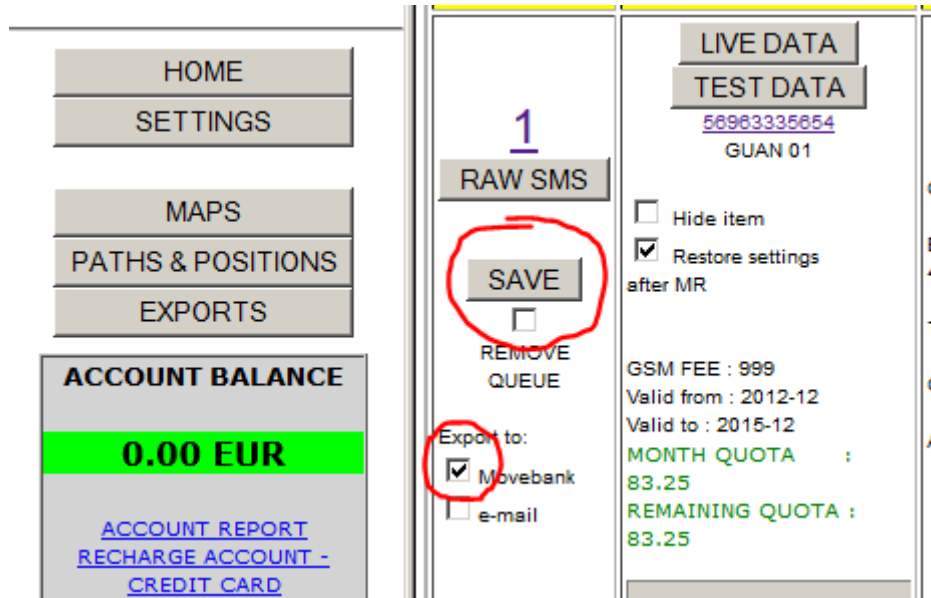 HOME
SETTINGS
MAPS
PATHS & POSITIONS
EXPORTS
ACCOUNT BALANCE
0.00 EUR
ACCOUNT REPORT
RECHARGE ACCOUNT -
CREDIT CARD
1
RAW SMS
SAVE
REMOVE
QUEUE
Export to:
Movebank
e-mail
LIVE DATA
TEST DATA
56963335654
GUAN 01
Hide item
Restore settings
after MR
GSM FEE : 999
Valid from : 2012-12
Valid to : 2015-12
MONTH QUOTA :
83.25
REMAINING QUOTA :
83.25